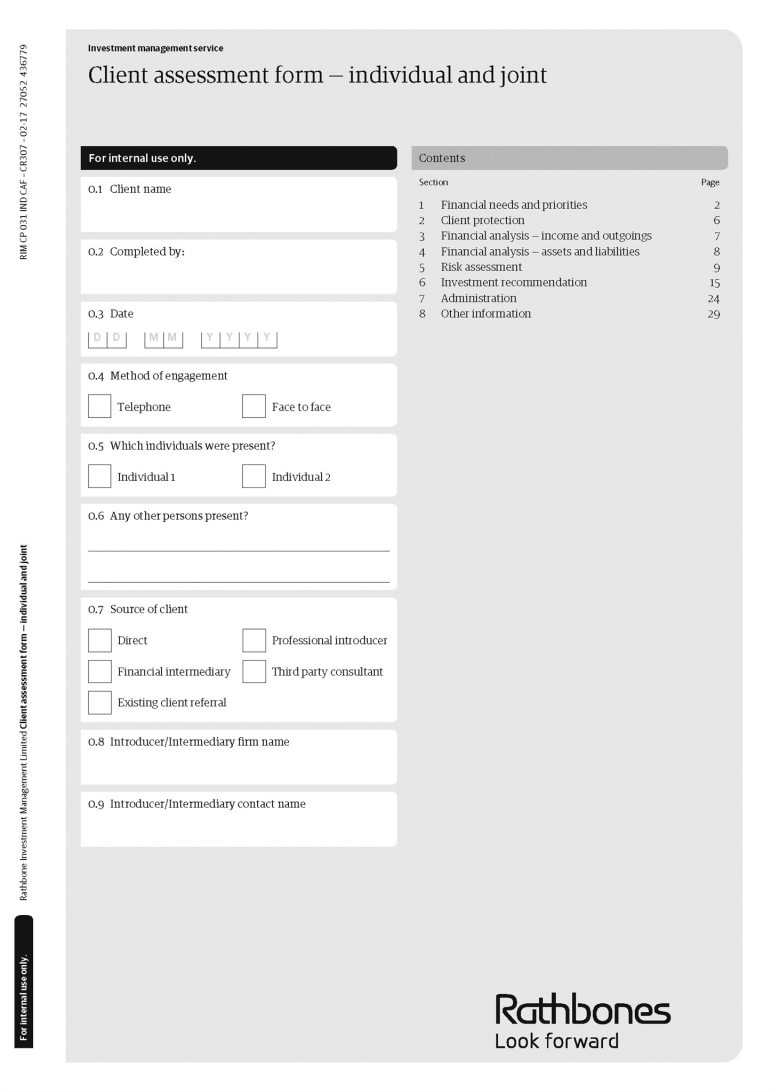 Investment management service
Client assessment form – individual and joint
For internal use only.
0.1 Client name
0.2 Completed by:
0.3 Date
D D M M Y Y Y Y
0.4 Method of engagement
Telephone Face to face
0.5 Which individuals were present?
Individual 1 Individual 2
0.6 Any other persons present?
0.7 Source of client
Direct Professional introducer
Financial intermediary Third party consultant
Existing client referral
0.8 Introducer/Intermediary firm name
0.9 Introducer/Intermediary contact name
Contents
Section Page
1 Financial needs and priorities 2
2 Client protection 6
3 Financial analysis – income and outgoings 7
4 Financial analysis – assets and liabilities 8
5 Risk assessment 9
6 Investment recommendation 15
7 Administration 24
8 Other information 29
RIM CP 031 IND CAF – CR307 – 02-17 27052 436779
Rathbone Investment Management Limited Client assessment form – individual and joint
For internal use only.
Rathbones
Look forward